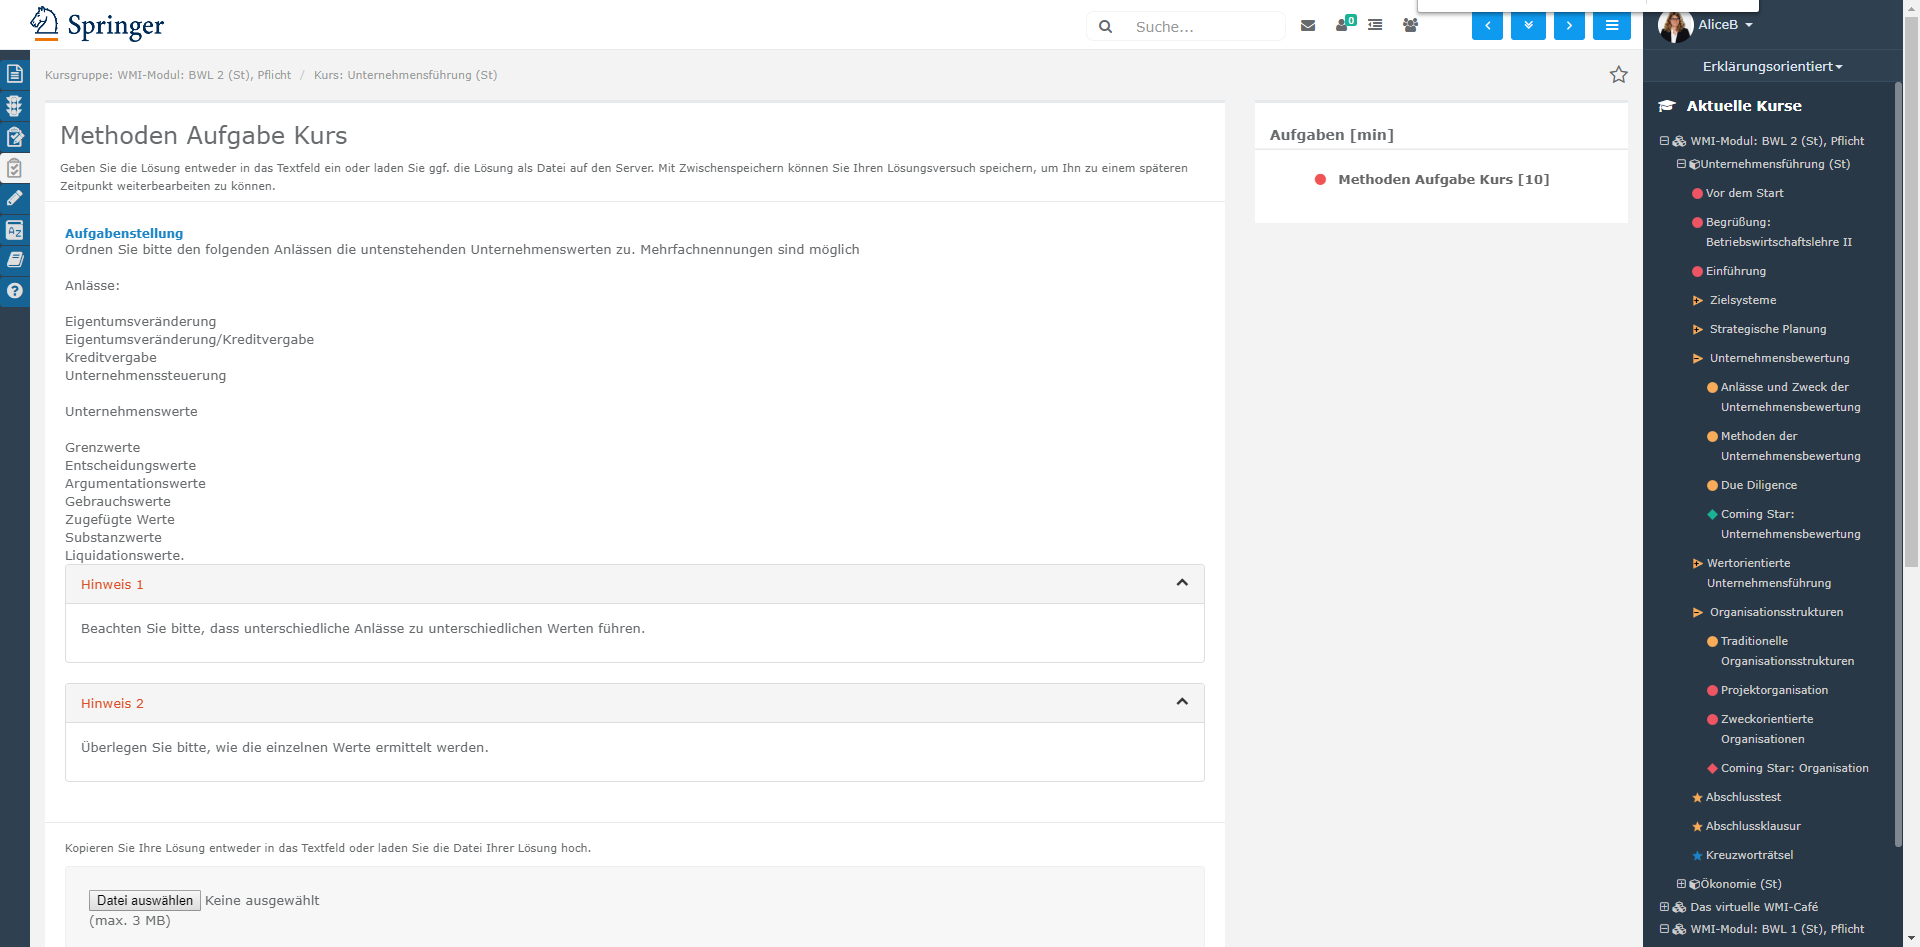 Springer
Suche...
0
AliceB
Kursgruppe: WMI-Modul: BWL 2 (St), Pflicht / Kurs: Unternehmensführung (St)
Erklärungsorientiert
Methoden Aufgabe Kurs
Geben Sie die Lösung entweder in das Textfeld ein oder laden Sie ggf. die Lösung als Datei auf den Server. Mit Zwischenspeichern können Sie Ihren Lösungsversuch speichern, um Ihn zu einem späteren
Zeitpunkt weiterbearbeiten zu können.
Aufgabenstellung
Ordnen Sie bitte den folgenden Anlässen die untenstehenden Unternehmenswerten zu. Mehrfachnennungen sind möglich
Anlässe:
Eigentumsveränderung
Eigentumsveränderung/Kreditvergabe
Kreditvergabe
Unternehmenssteuerung
Unternehmenswerte
Grenzwerte
Entscheidungswerte
Argumentationswerte
Gebrauchswerte
Zugefügte Werte
Substanzwerte
Liquidationswerte.
Hinweis 1
Beachten Sie bitte, dass unterschiedliche Anlässe zu unterschiedlichen Werten führen.
Hinweis 2
Überlegen Sie bitte, wie die einzelnen Werte ermittelt werden.
Kopieren Sie Ihre Lösung entweder in das Textfeld oder laden Sie die Datei Ihrer Lösung hoch.
Datei auswählen Keine ausgewählt
(max. 3 MB)
Aufgaben [min]
Methoden Aufgabe Kurs [10]
Aktuelle Kurse
WMI-Modul: BWL 2 (St), Pflicht
Unternehmensführung (St)
Vor dem Start
Begrüßung:
Betriebswirtschaftslehre II
Einführung
Zielsysteme
Strategische Planung
Unternehmensbewertung
Anlässe und Zweck der
Unternehmensbewertung
Methoden der
Unternehmensbewertung
Due Diligence
Coming Star:
Unternehmensbewertung
Wertorientierte
Unternehmensführung
Organisationsstrukturen
Traditionelle
Organisationsstrukturen
Projektorganisation
Zweckorientierte
Organisationen
Coming Star: Organisation
Abschlusstest
Abschlussklausur
Kreuzworträtsel
Ökonomie (St)
Das virtuelle WMI-Café
WMI-Modul: BWL 1 (St), Pflicht